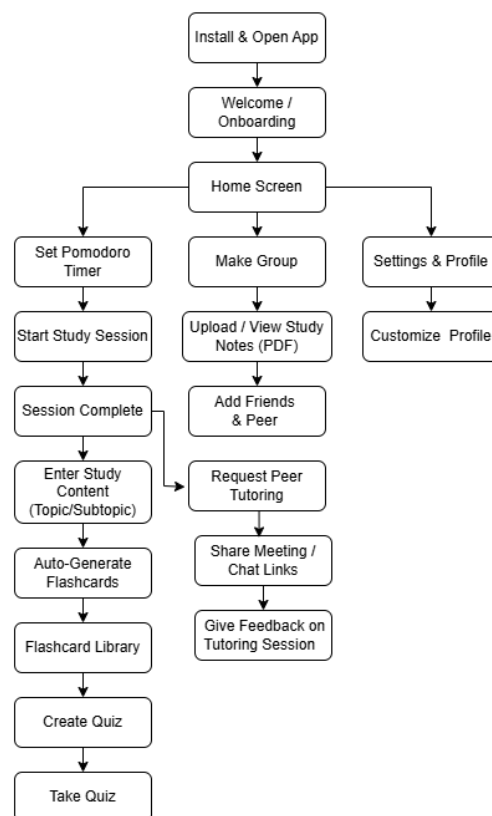 Install & Open App
Welcome /
Onboarding
Home Screen
Set Pomodoro
Timer
Make Group
Settings & Profile
Start Study Session
Upload / View Study
Notes (PDF)
Customize Profile
Session Complete
Add Friends
& Peer
Enter Study
Content
(Topic/Subtopic)
Request Peer
Tutoring
Auto-Generate
Flashcards
Share Meeting /
Chat Links
Flashcard Library
Give Feedback on
Tutoring Session
Create Quiz
Take Quiz